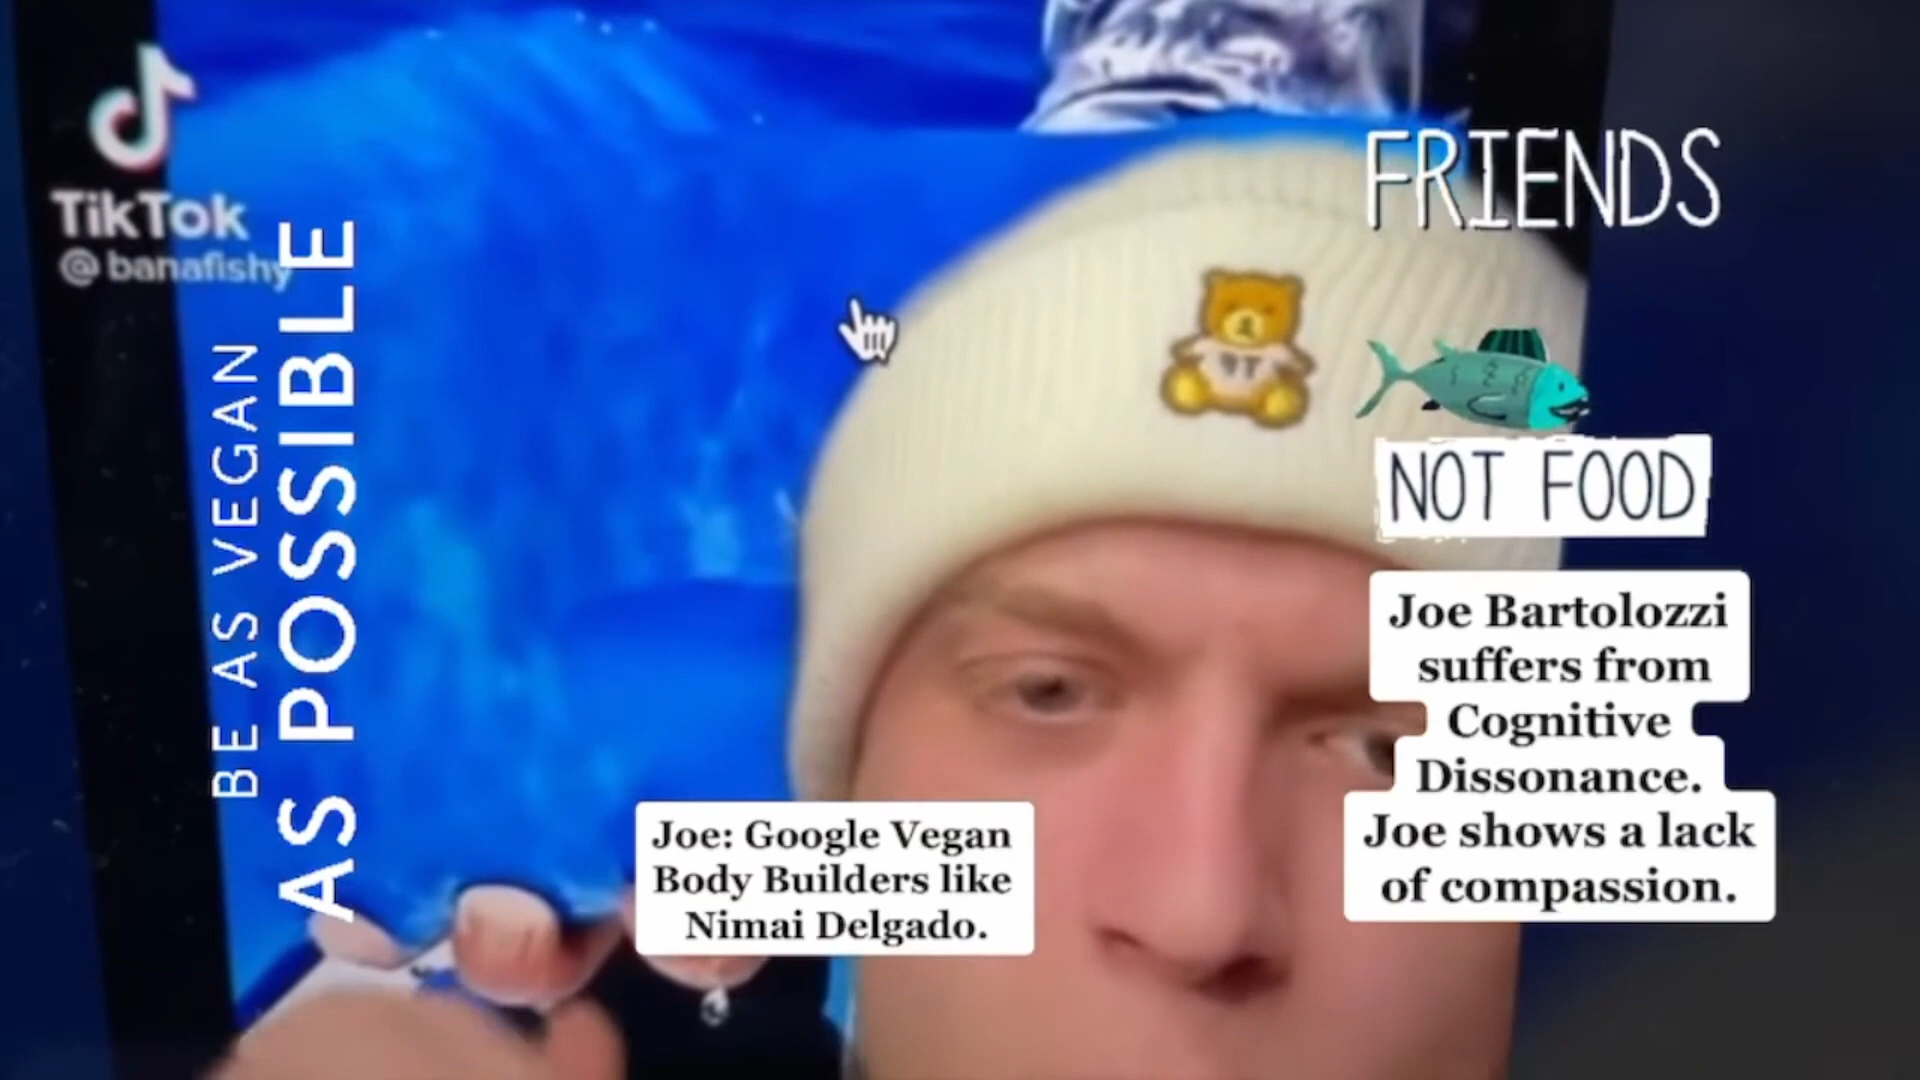 TikTok
@banafishy
BE AS VEGAN
AS POSSIBLE
FRIENDS
NOT FOOD
Joe Bartolozzi
suffers from
Cognitive
Dissonance.
Joe shows a lack
of compassion.
Joe: Google Vegan
Body Builders like
Nimai Delgado.